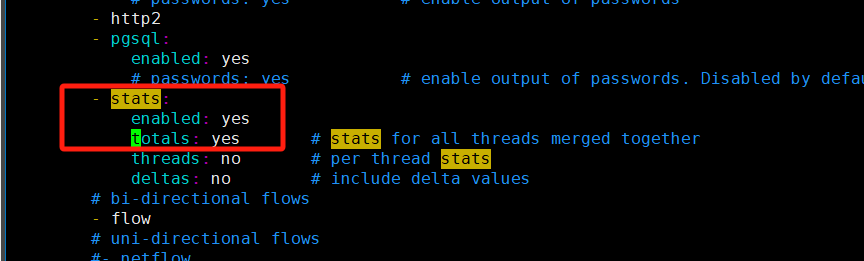 # passwords: yes # enable output of passwords
- http2
- pgsql:
enabled: yes
# passwords: yes # enable output of passwords. Disabled by defau
- stats:
enabled: yes
totals: yes # stats for all threads merged together
threads: no # per thread stats
deltas: no # include delta values
# bi-directional flows
- flow
# uni-directional flows
#- netflow